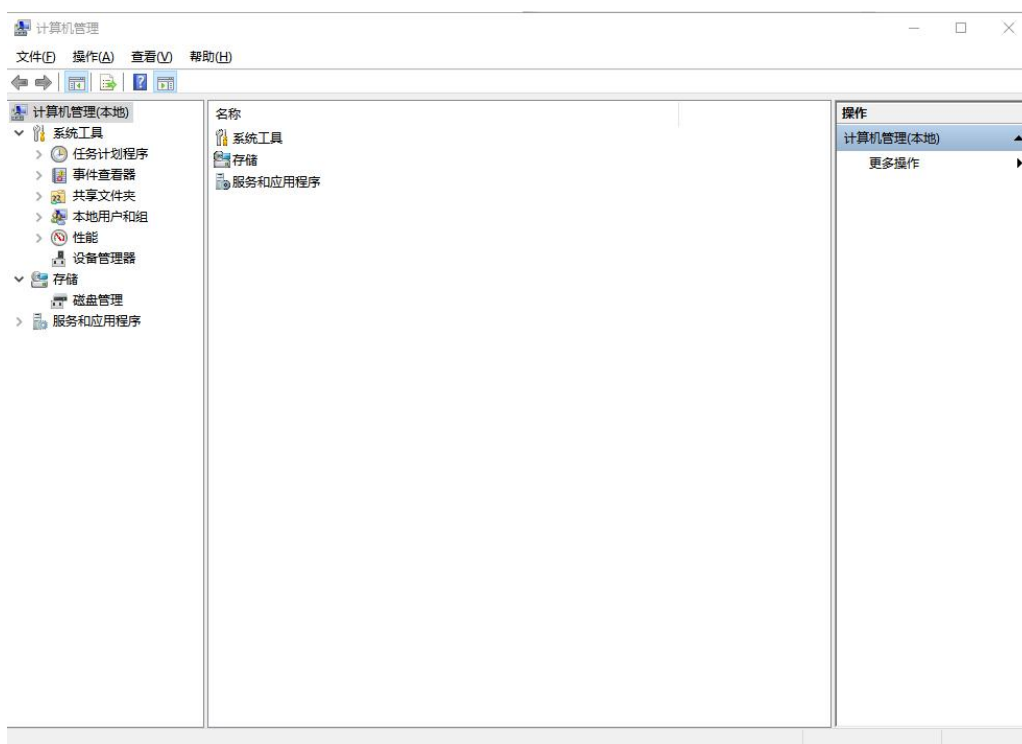 计算机管理
文件(F) 操作(A) 查看(V) 帮助(H)
计算机管理(本地)
系统工具
任务计划程序
事件查看器
共享文件夹
本地用户和组
性能
设备管理器
存储
磁盘管理
服务和应用程序
名称
系统工具
存储
服务和应用程序
操作
计算机管理(本地)
更多操作